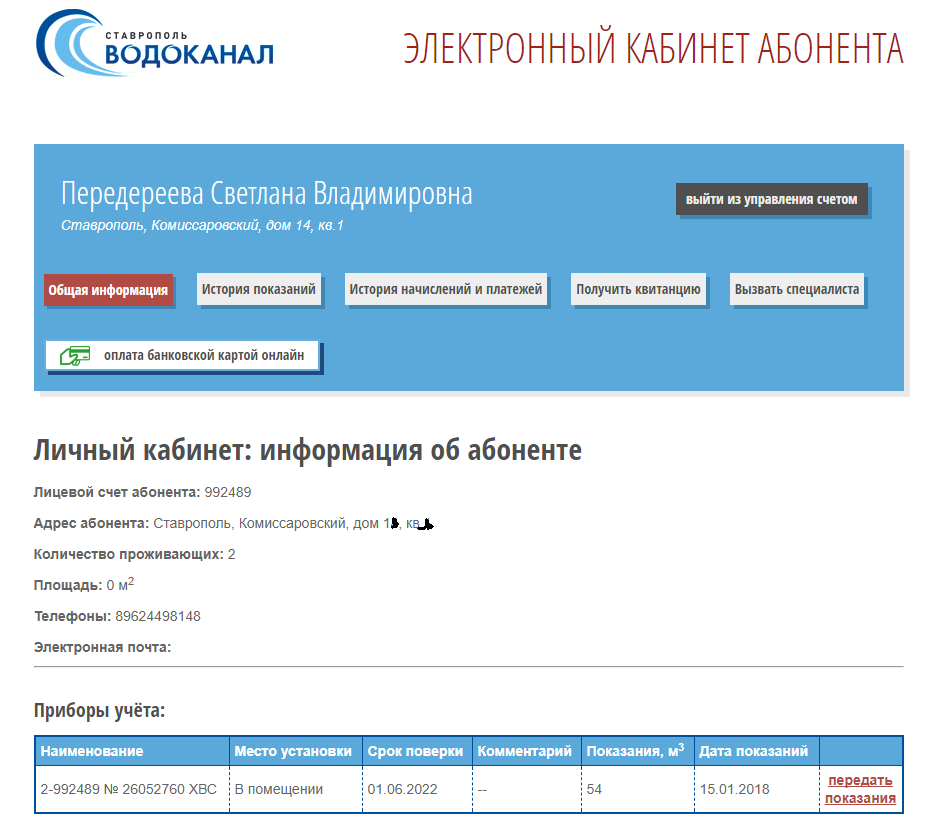 СТАВРОПОЛЬ
ВОДОКАНАЛ
ЭЛЕКТРОННЫЙ КАБИНЕТ АБОНЕНТА
Передереева Светлана Владимировна
выйти из управления счетом
Ставрополь, Комиссаровский, дом 14, кв.1
Общая информация История показаний История начислений и платежей Получить квитанцию Вызвать специалиста
оплата банковской картой онлайн
Личный кабинет: информация об абоненте
Лицевой счет абонента: 992489
Адрес абонента: Ставрополь, Комиссаровский, дом 1, кв
Количество проживающих: 2
Площадь: 0 м²
Телефоны: 89624498148
Электронная почта:
Приборы учёта:
Наименование Место установки Срок поверки Комментарий Показания, м³ Дата показаний
2-992489 № 26052760 ХВС В помещении 01.06.2022 -- 54 15.01.2018 передать
показания